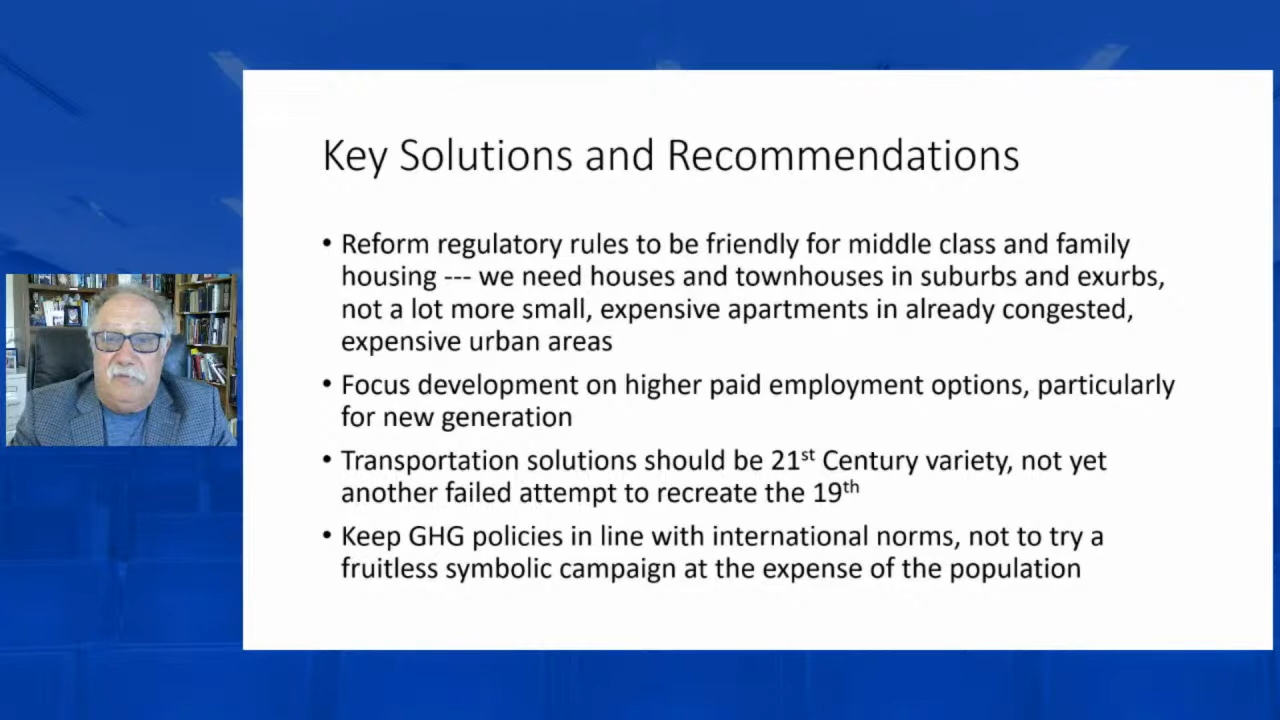 Key Solutions and Recommendations
• Reform regulatory rules to be friendly for middle class and family
housing --- we need houses and townhouses in suburbs and exurbs,
not a lot more small, expensive apartments in already congested,
expensive urban areas
• Focus development on higher paid employment options, particularly
for new generation
• Transportation solutions should be 21st Century variety, not yet
another failed attempt to recreate the 19th
• Keep GHG policies in line with international norms, not to try a
fruitless symbolic campaign at the expense of the population